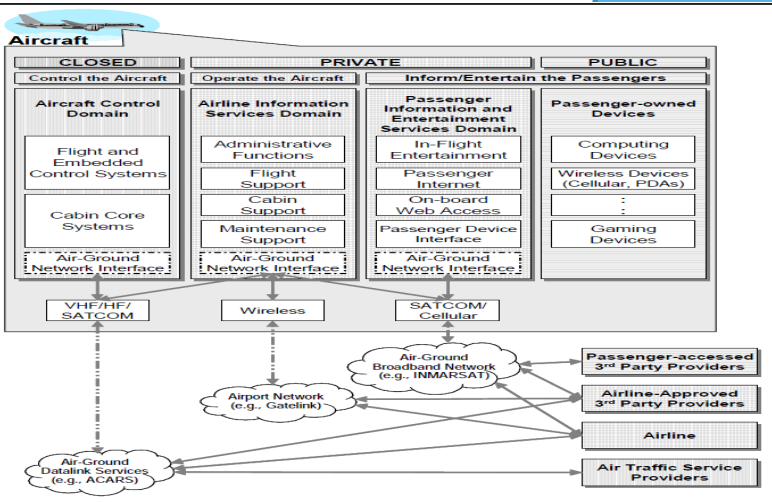 Aircraft
CLOSED
PRIVATE
PUBLIC
Control the Aircraft
Operate the Aircraft
Inform/Entertain the Passengers
Aircraft Control
Domain
Flight and
Embedded
Control Systems
Cabin Core
Systems
Air-Ground
Network Interface
Airline Information
Services Domain
Administrative
Functions
Flight
Support
Cabin
Support
Maintenance
Support
Air-Ground
Network Interface
Passenger
Information and
Entertainment
Services Domain
In-Flight
Entertainment
Passenger
Internet
On-board
Web Access
Passenger Device
Interface
Air-Ground
Network Interface
Passenger-owned
Devices
Computing
Devices
Wireless Devices
(Cellular, PDAs)
:
:
Gaming
Devices
VHF/HF/
SATCOM
Wireless
SATCOM/
Cellular
Air-Ground
Broadband Network
(e.g., INMARSAT)
Airport Network
(e.g., Gatelink)
Air-Ground
Datalink Services
(e.g., ACARS)
Passenger-accessed
3rd Party Providers
Airline-Approved
3rd Party Providers
Airline
Air Traffic Service
Providers